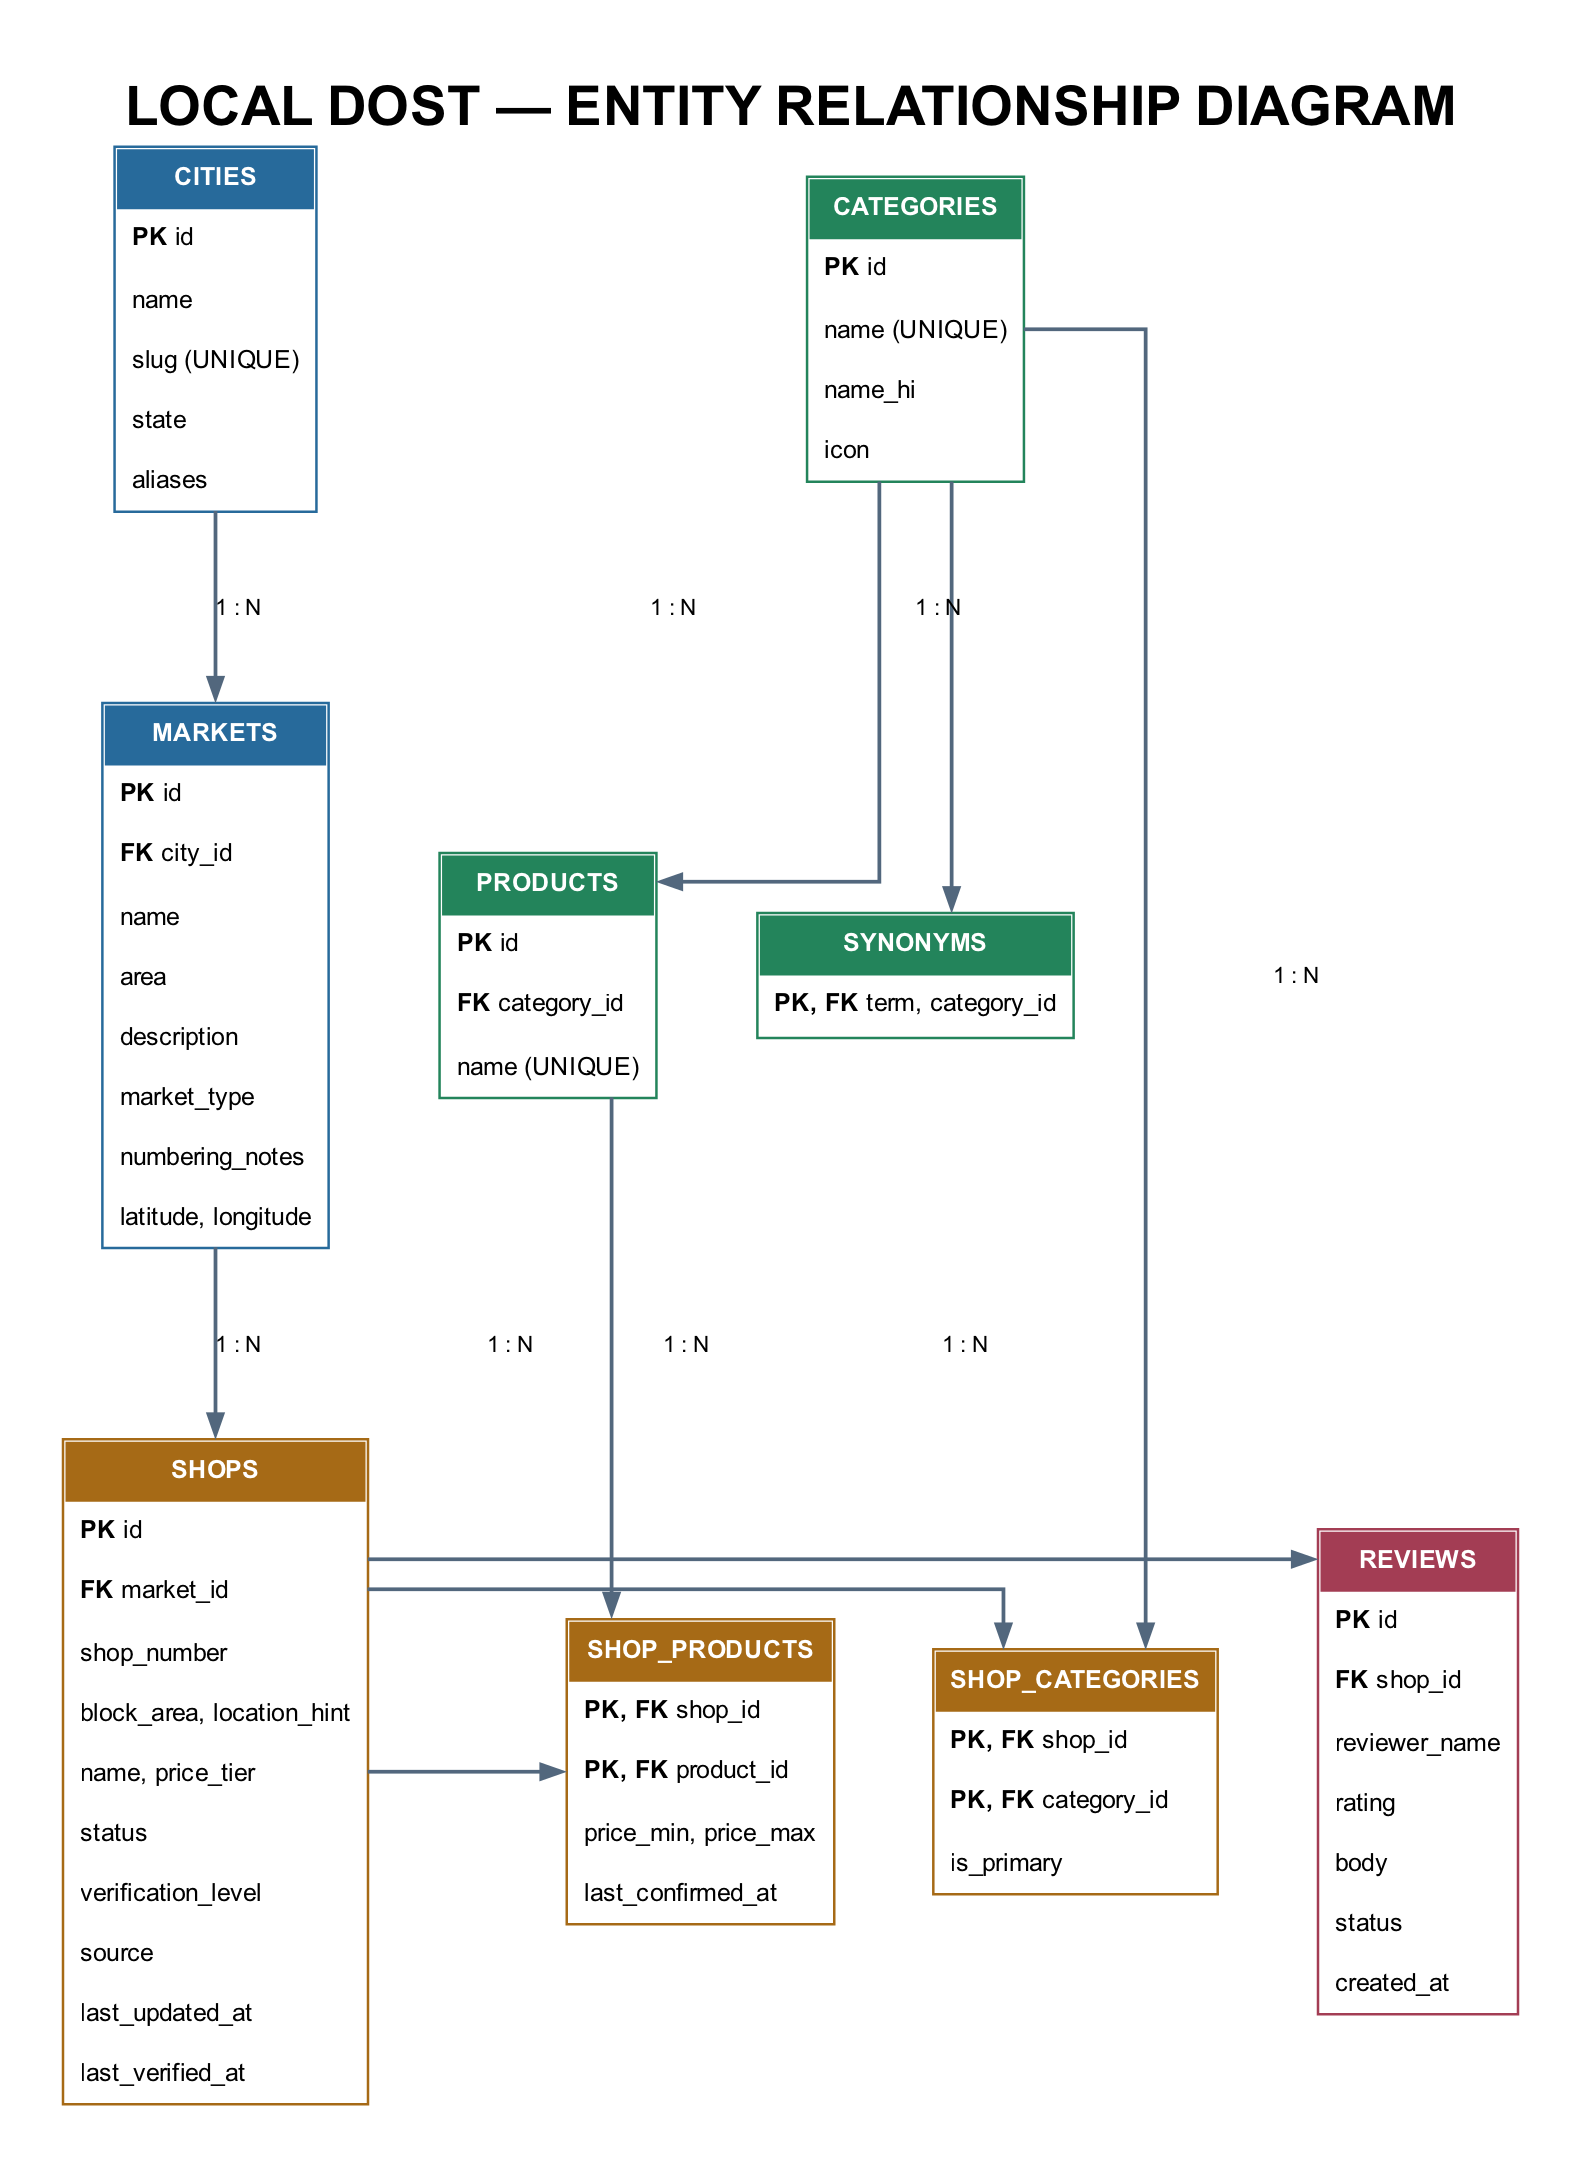 LOCAL DOST — ENTITY RELATIONSHIP DIAGRAM
CITIES
PK id
name
slug (UNIQUE)
state
aliases
CATEGORIES
PK id
name (UNIQUE)
name_hi
icon
1 : N
1 : N
1 : N
MARKETS
PK id
FK city_id
name
area
description
market_type
numbering_notes
latitude, longitude
PRODUCTS
PK id
FK category_id
name (UNIQUE)
SYNONYMS
PK, FK term, category_id
1 : N
1 : N
1 : N
1 : N
1 : N
SHOPS
PK id
FK market_id
shop_number
block_area, location_hint
name, price_tier
status
verification_level
source
last_updated_at
last_verified_at
SHOP_PRODUCTS
PK, FK shop_id
PK, FK product_id
price_min, price_max
last_confirmed_at
SHOP_CATEGORIES
PK, FK shop_id
PK, FK category_id
is_primary
REVIEWS
PK id
FK shop_id
reviewer_name
rating
body
status
created_at